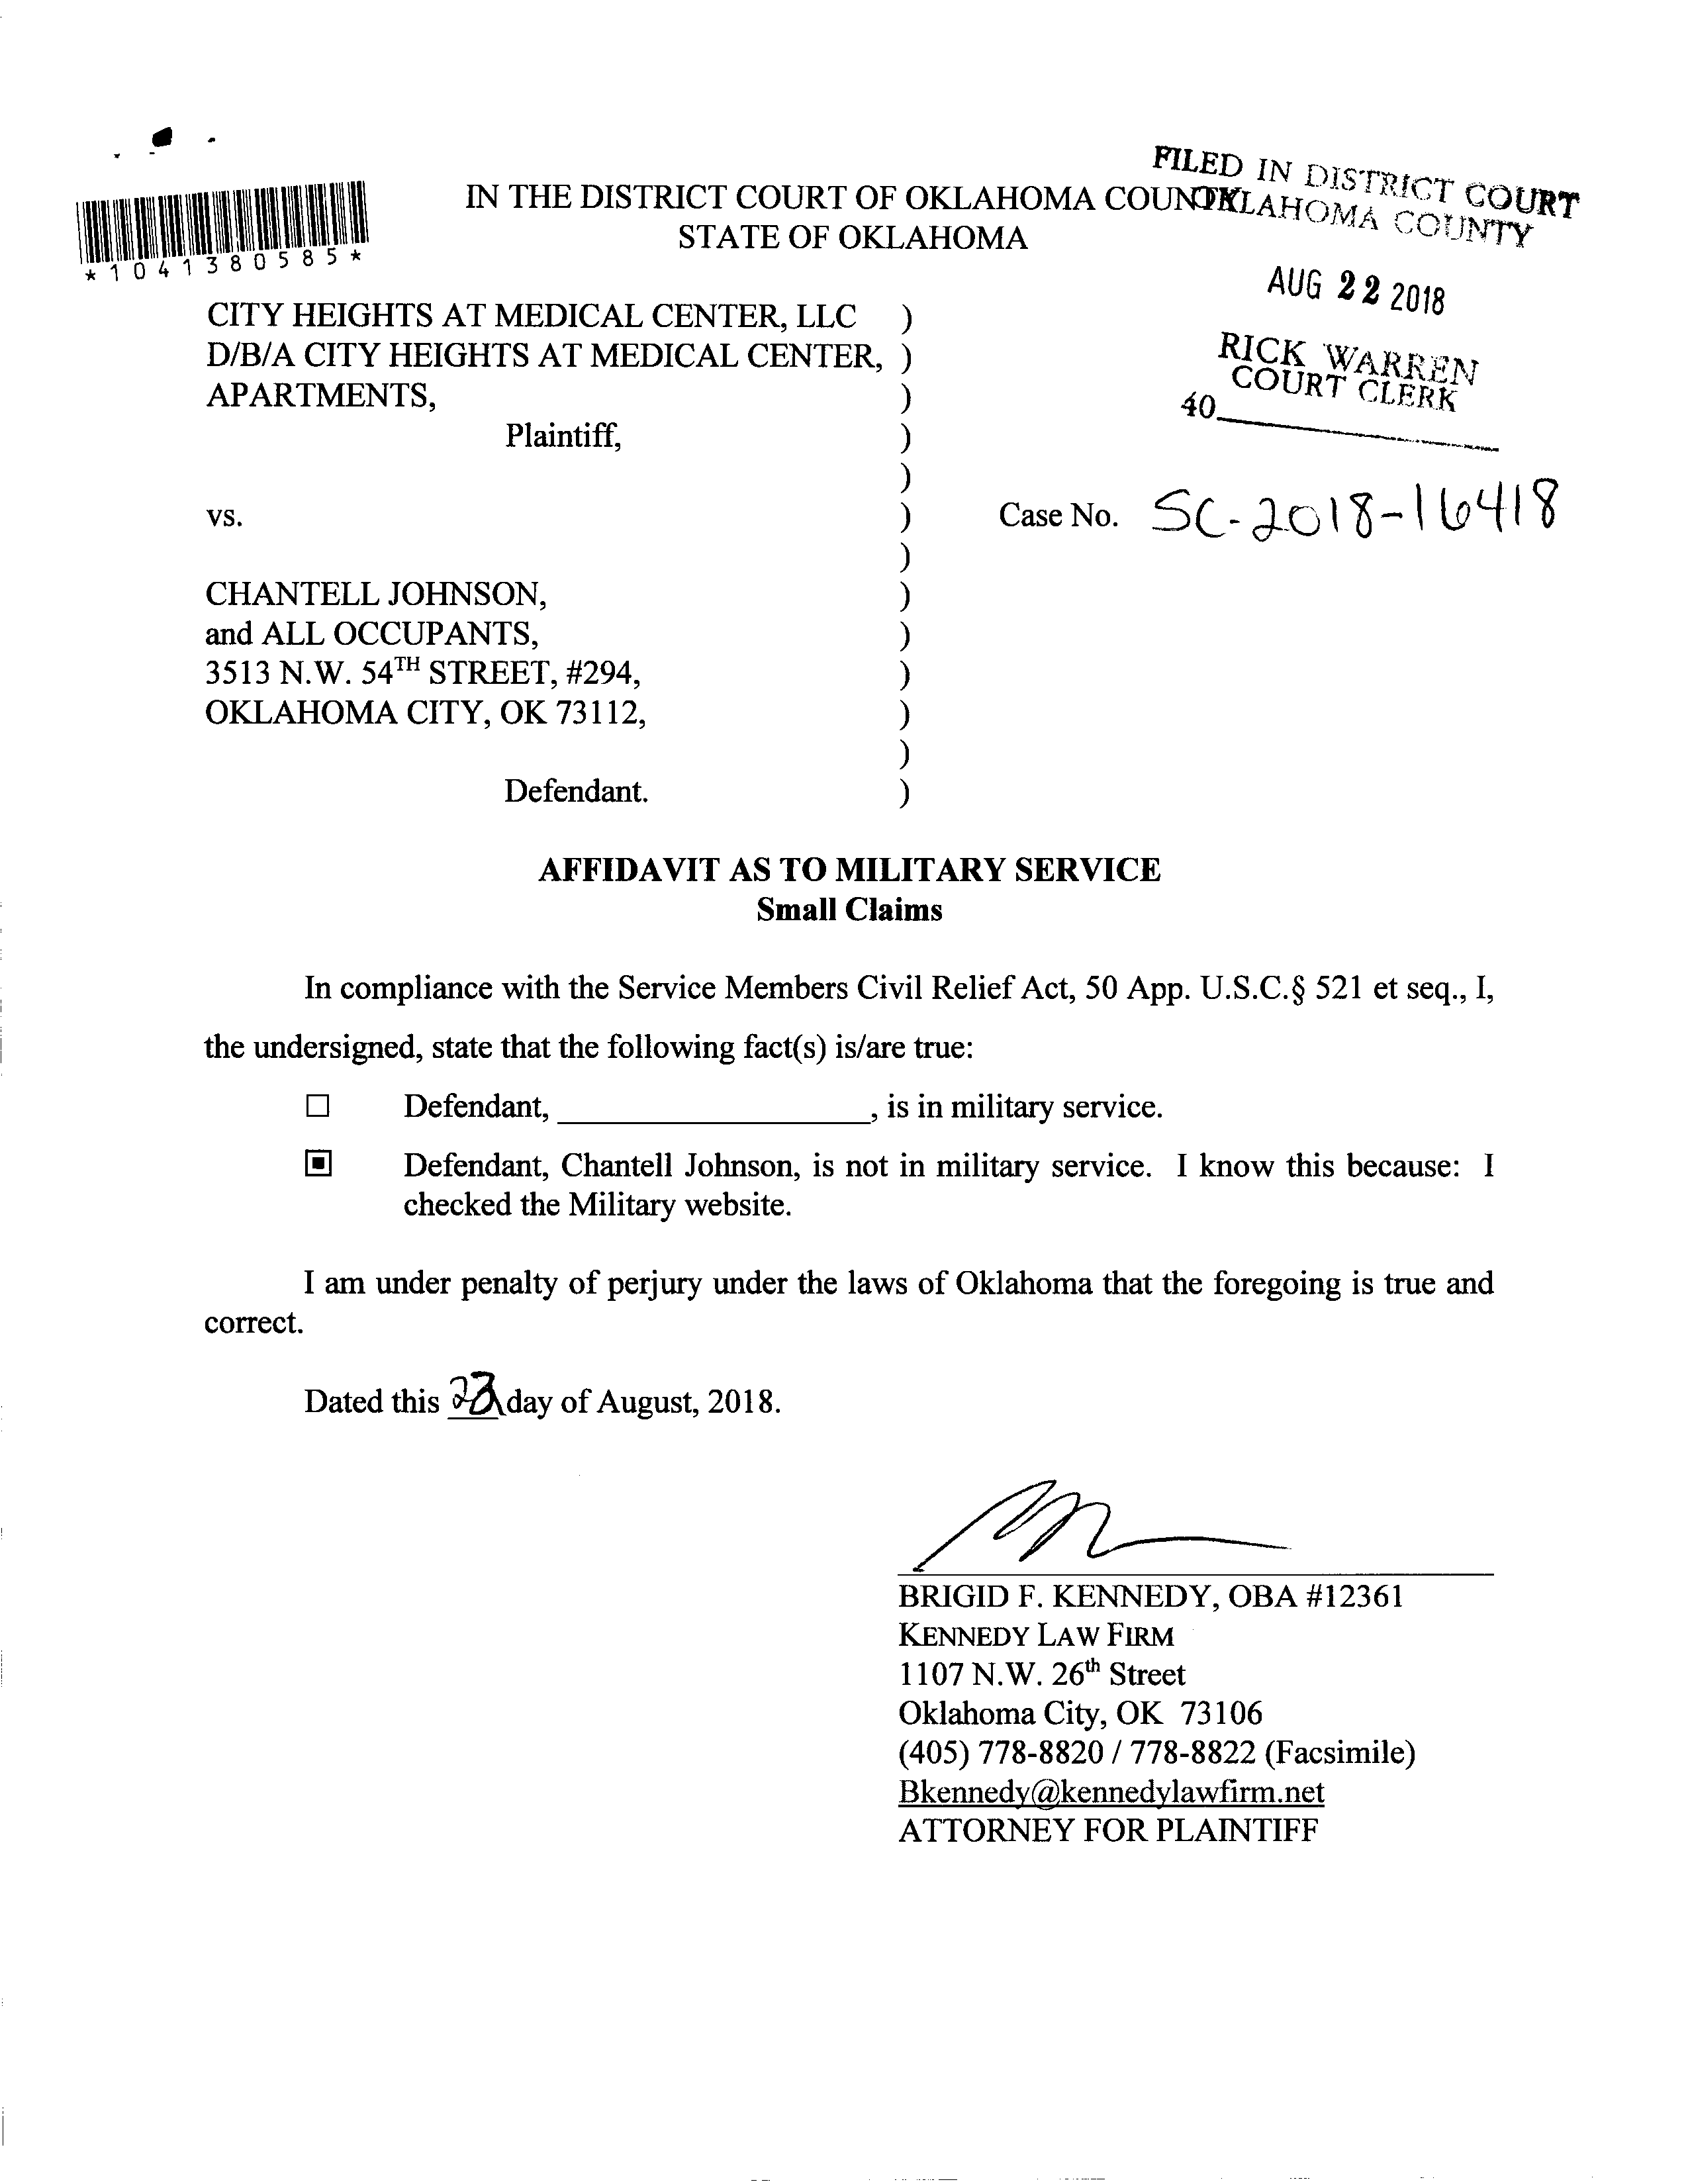 FILED IN DISTRICT COURT
OKLAHOMA COUNTY
IN THE DISTRICT COURT OF OKLAHOMA COUNTY
STATE OF OKLAHOMA
*1041380585*
AUG 22 2018
RICK WARREN
COURT CLERK
40
CITY HEIGHTS AT MEDICAL CENTER, LLC )
D/B/A CITY HEIGHTS AT MEDICAL CENTER, )
APARTMENTS, )
Plaintiff, )
)
vs. ) Case No. SC-2018-16418
)
CHANTELL JOHNSON, )
and ALL OCCUPANTS, )
3513 N.W. 54TH STREET, #294, )
OKLAHOMA CITY, OK 73112, )
)
Defendant. )
AFFIDAVIT AS TO MILITARY SERVICE
Small Claims
In compliance with the Service Members Civil Relief Act, 50 App. U.S.C.§ 521 et seq., I,
the undersigned, state that the following fact(s) is/are true:
☐ Defendant, ____________________, is in military service.
▣ Defendant, Chantell Johnson, is not in military service. I know this because: I
checked the Military website.
I am under penalty of perjury under the laws of Oklahoma that the foregoing is true and
correct.
Dated this day of August, 2018.
BRIGID F. KENNEDY, OBA #12361
KENNEDY LAW FIRM
1107 N.W. 26th Street
Oklahoma City, OK 73106
(405) 778-8820 / 778-8822 (Facsimile)
Bkennedy@kennedylawfirm.net
ATTORNEY FOR PLAINTIFF